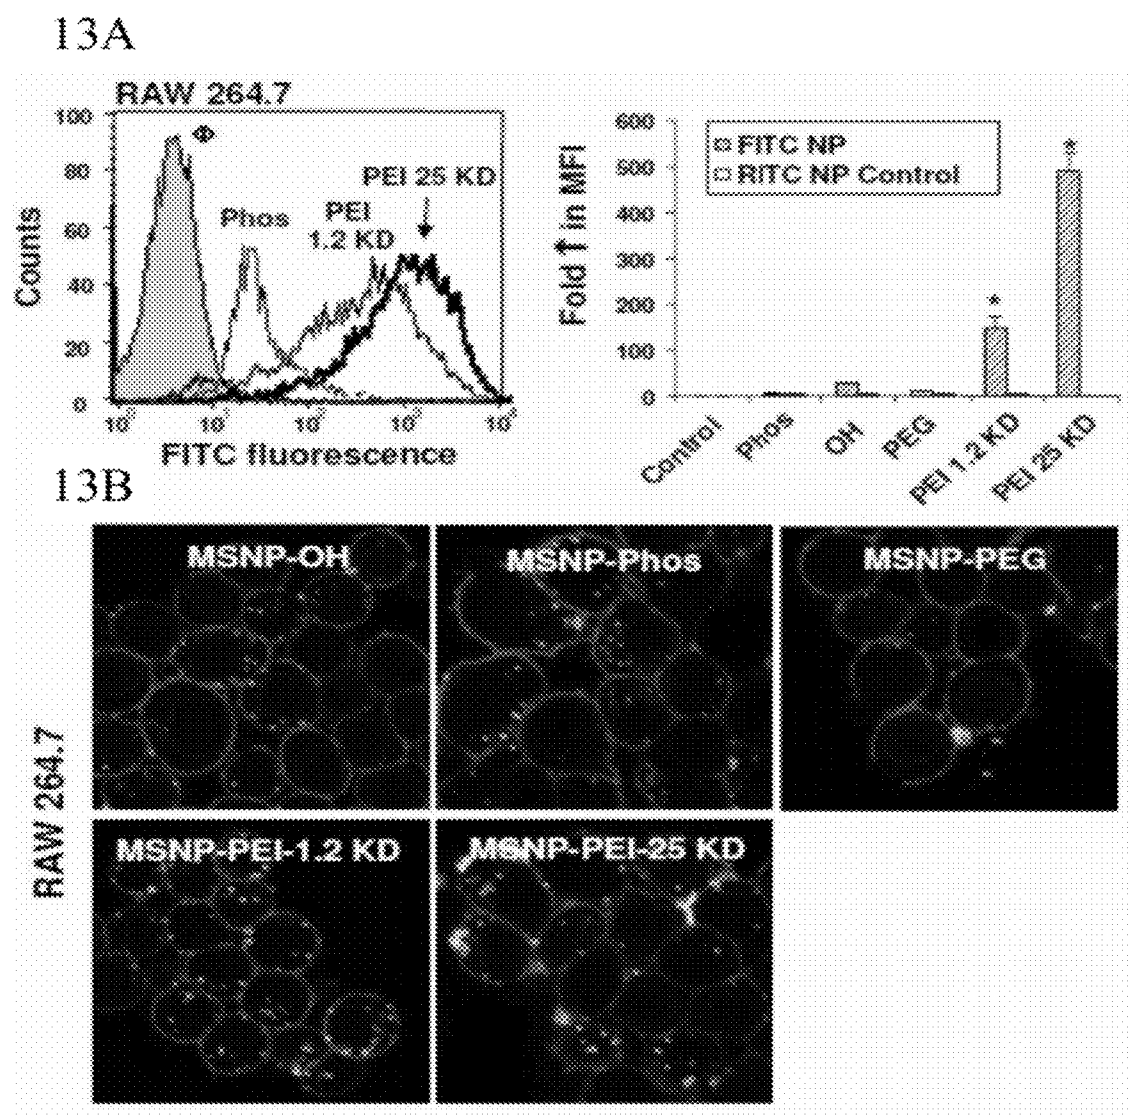 13A
RAW 264.7
100
80
60
40
20
0
Counts
Φ
Phos
PEI
1.2 KD
PEI 25 KD
FITC fluorescence
600
500
400
300
200
100
0
Fold ↑ in MFI
FITC NP
RITC NP Control
*
*
Control
Phos
OH
PEG
PEI 1.2 KD
PEI 25 KD
13B
RAW 264.7
MSNP-OH
MSNP-Phos
MSNP-PEG
MSNP-PEI-1.2 KD
MSNP-PEI-25 KD